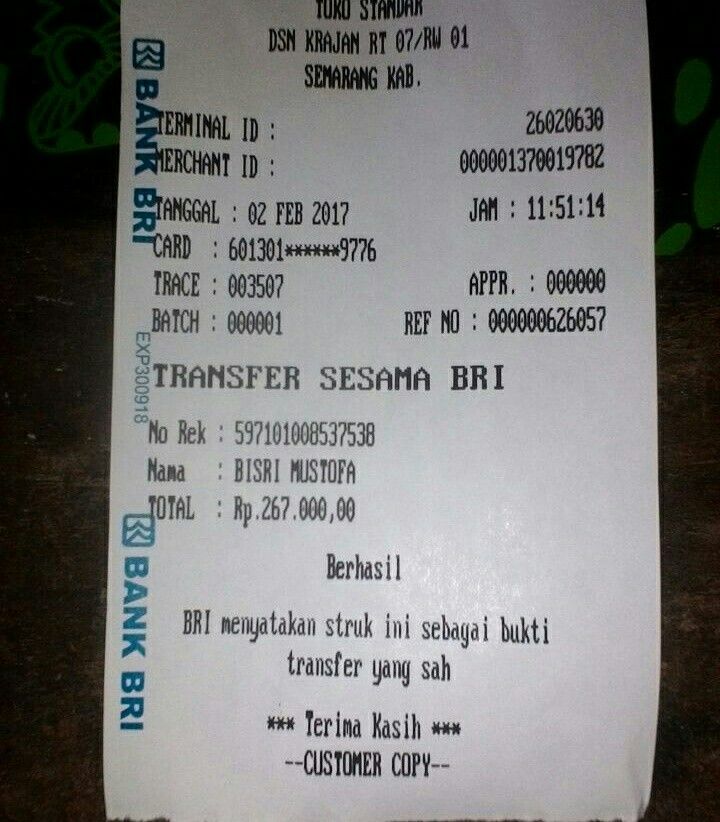 TOKO STANDAR
DSN KRAJAN RT 07/RW 01
SEMARANG KAB.
TERMINAL ID : 26020630
MERCHANT ID : 000001370019782
TANGGAL : 02 FEB 2017 JAM : 11:51:14
CARD : 601301******9776
TRACE : 003507 APPR. : 000000
BATCH : 000001 REF NO : 000000626057
TRANSFER SESAMA BRI
No Rek : 597101008537538
Nama : BISRI MUSTOFA
TOTAL : Rp.267.000,00
Berhasil
BRI menyatakan struk ini sebagai bukti
transfer yang sah
*** Terima Kasih ***
--CUSTOMER COPY--
BANK BRI
EXP300918
BANK BRI